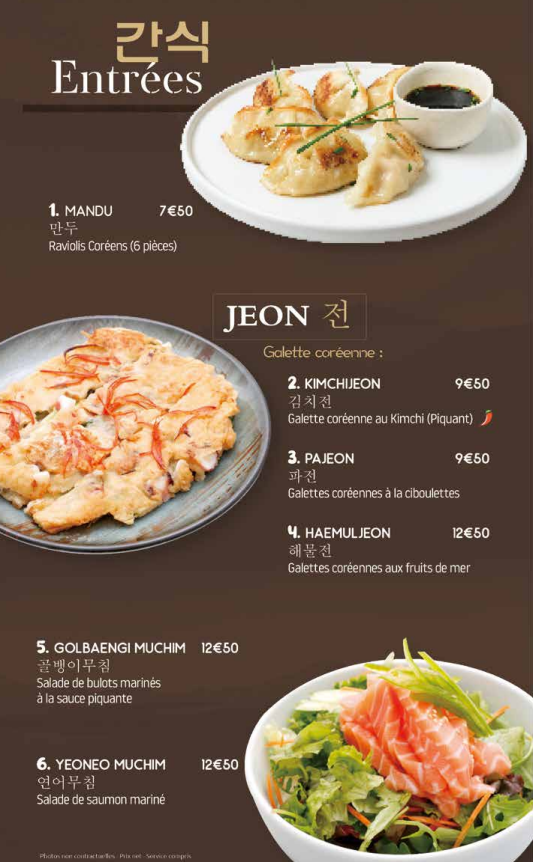 간식
Entrées
1. MANDU 7€50
만두
Raviolis Coréens (6 pièces)
JEON 전
Galette coréenne :
2. KIMCHIJEON 9€50
김치전
Galette coréenne au Kimchi (Piquant)
3. PAJEON 9€50
파전
Galettes coréennes à la ciboulettes
4. HAEMULJEON 12€50
해물전
Galettes coréennes aux fruits de mer
5. GOLBAENGI MUCHIM 12€50
골뱅이무침
Salade de bulots marinés
à la sauce piquante
6. YEONEO MUCHIM 12€50
연어무침
Salade de saumon mariné
Photos non contractuelles - Prix net - Service compris